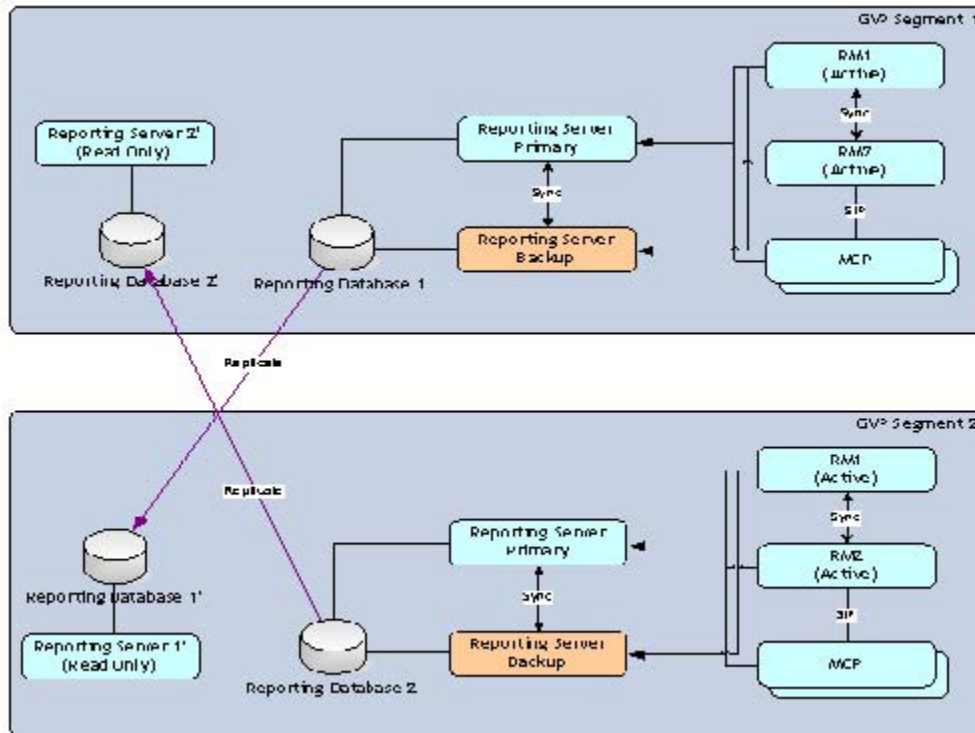 GVP Segment 1
RM1
(Active)
Sync
RM2
(Active)
SIP
MCP
Reporting Server
Primary
Sync
Reporting Server
Backup
Reporting Server 2'
(Read Only)
Reporting Database 2'
Reporting Database 1
Replicate
GVP Segment 2
Replicate
RM1
(Active)
Sync
RM2
(Active)
SIP
MCP
Reporting Server
Primary
Sync
Reporting Server
Backup
Reporting Database 1'
Reporting Server 1'
(Read Only)
Reporting Database 2